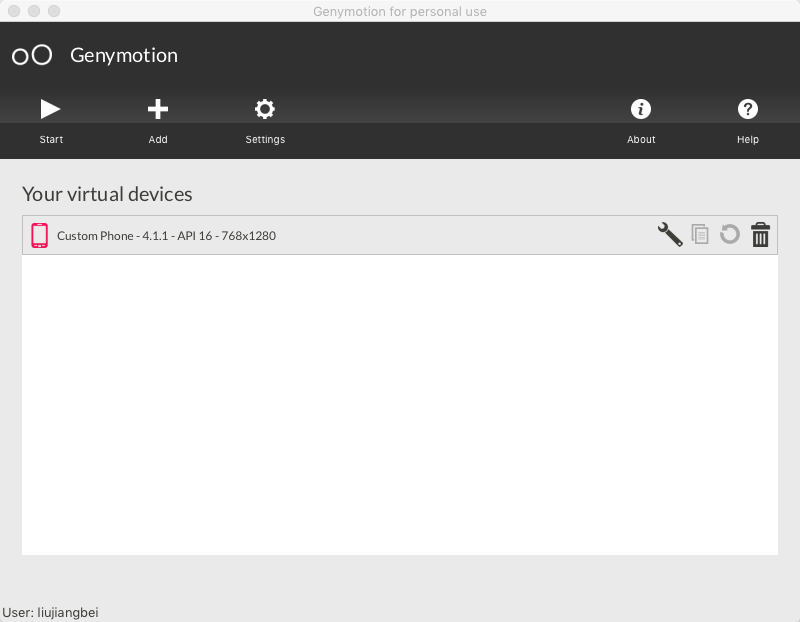 Genymotion for personal use
Genymotion
Start
Add
Settings
About
Help
Your virtual devices
Custom Phone - 4.1.1 - API 16 - 768x1280
User: liujiangbei